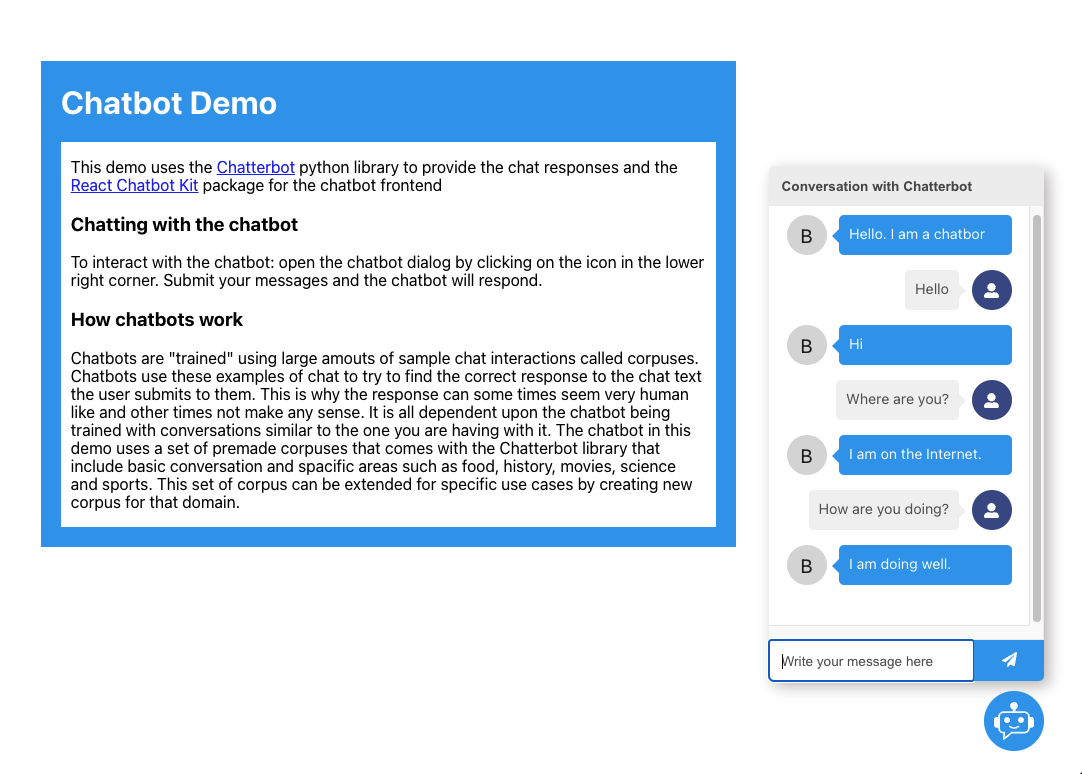 Chatbot Demo
This demo uses the Chatterbot python library to provide the chat responses and the
React Chatbot Kit package for the chatbot frontend
Chatting with the chatbot
To interact with the chatbot: open the chatbot dialog by clicking on the icon in the lower
right corner. Submit your messages and the chatbot will respond.
How chatbots work
Chatbots are "trained" using large amouts of sample chat interactions called corpuses.
Chatbots use these examples of chat to try to find the correct response to the chat text
the user submits to them. This is why the response can some times seem very human
like and other times not make any sense. It is all dependent upon the chatbot being
trained with conversations similar to the one you are having with it. The chatbot in this
demo uses a set of premade corpuses that comes with the Chatterbot library that
include basic conversation and spacific areas such as food, history, movies, science
and sports. This set of corpus can be extended for specific use cases by creating new
corpus for that domain.
Conversation with Chatterbot
B
Hello. I am a chatbor
Hello
B
Hi
Where are you?
B
I am on the Internet.
How are you doing?
B
I am doing well.
Write your message here